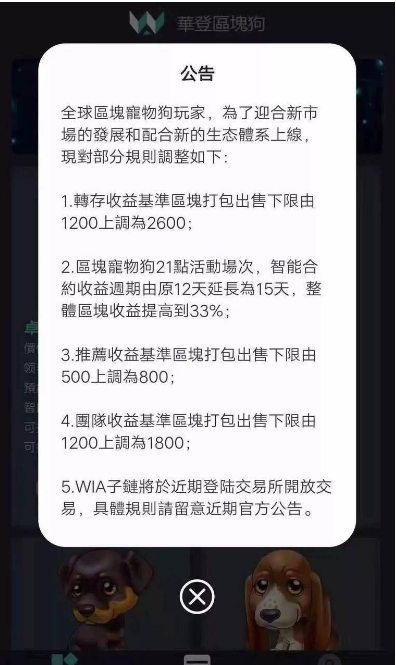 華登區塊狗
公告
全球區塊寵物狗玩家，為了迎合新市
場的發展和配合新的生态體系上線，
現對部分規則調整如下：
1.轉存收益基準區塊打包出售下限由
1200上調為2600；
2.區塊寵物狗21點活動場次，智能合
約收益週期由原12天延長為15天，整
體區塊收益提高到33%；
3.推薦收益基準區塊打包出售下限由
500上調為800；
4.團隊收益基準區塊打包出售下限由
1200上調為1800；
5.WIA子鏈將於近期登陆交易所開放交
易，具體規則請留意近期官方公告。